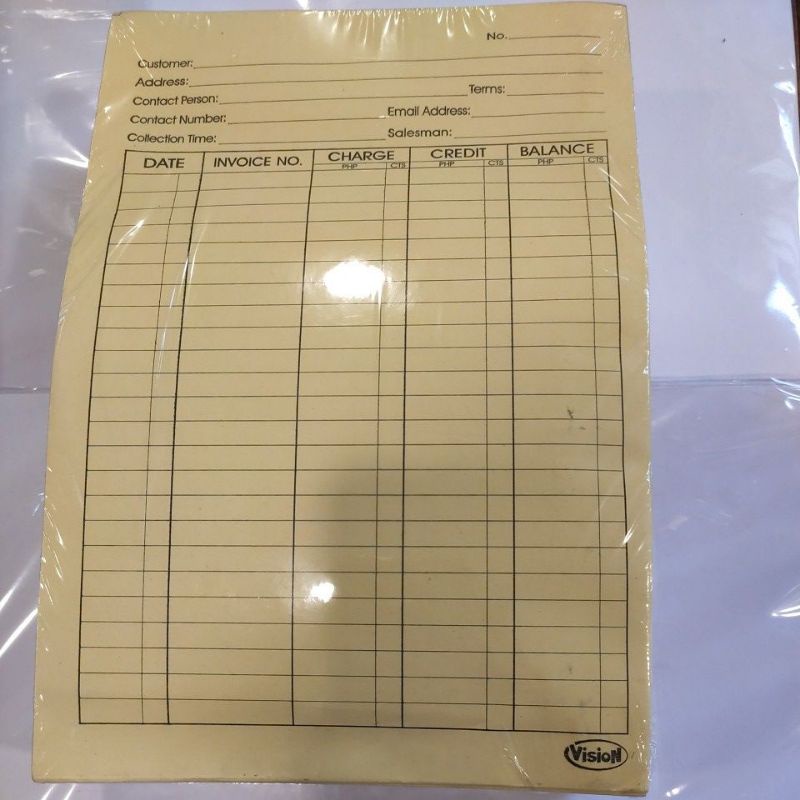 No.
Customer:
Address:
Contact Person: Terms:
Contact Number: Email Address:
Collection Time: Salesman:
DATE INVOICE NO. CHARGE CREDIT BALANCE
PHP CTS PHP CTS PHP CTS
VisioN